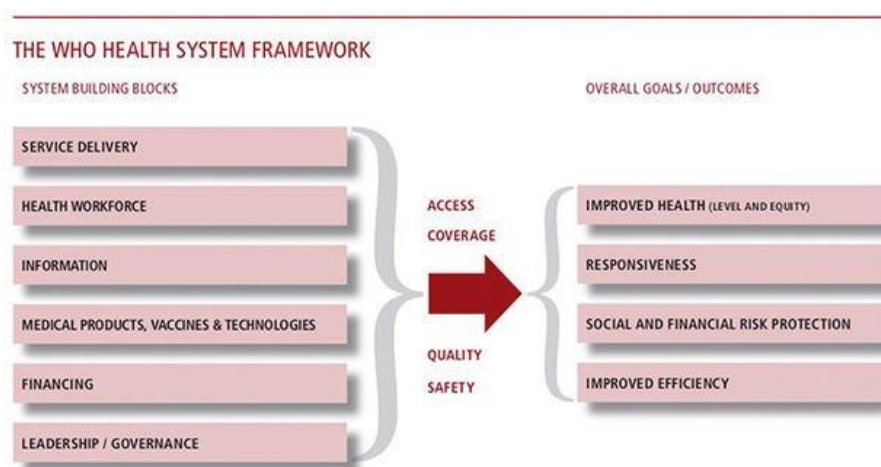 THE WHO HEALTH SYSTEM FRAMEWORK
SYSTEM BUILDING BLOCKS
OVERALL GOALS / OUTCOMES
SERVICE DELIVERY
HEALTH WORKFORCE
INFORMATION
MEDICAL PRODUCTS, VACCINES & TECHNOLOGIES
FINANCING
LEADERSHIP / GOVERNANCE
ACCESS
COVERAGE
QUALITY
SAFETY
IMPROVED HEALTH (LEVEL AND EQUITY)
RESPONSIVENESS
SOCIAL AND FINANCIAL RISK PROTECTION
IMPROVED EFFICIENCY